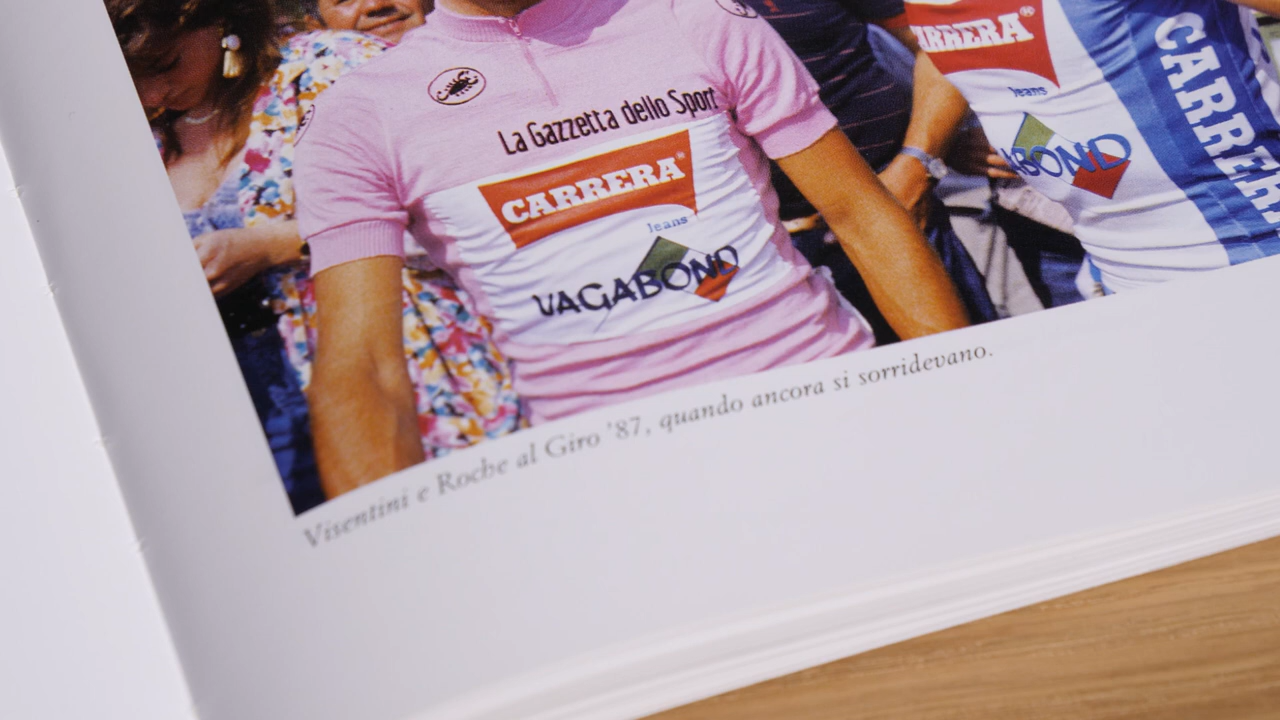 La Gazzetta dello Sport
CARRERA®
Jeans
VAGABOND
CARRERA®
Jeans
ABOND
CARRERA
Visentini e Roche al Giro '87, quando ancora si sorridevano.